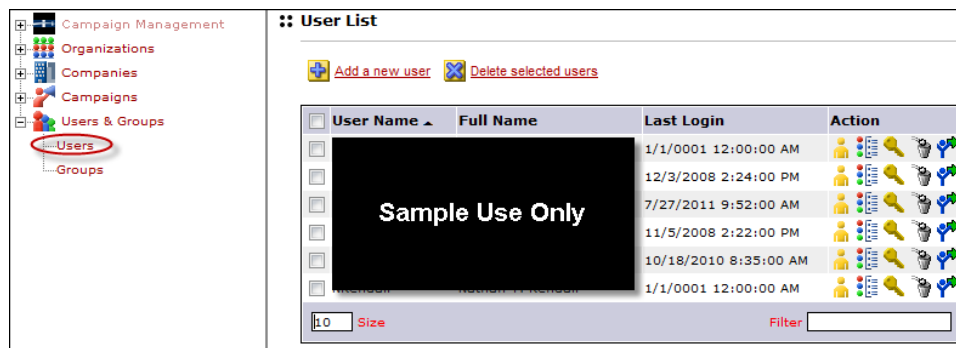 Campaign Management
Organizations
Companies
Campaigns
Users & Groups
Users
Groups
:: User List
Add a new user Delete selected users
User Name Full Name Last Login Action
1/1/0001 12:00:00 AM
12/3/2008 2:24:00 PM
7/27/2011 9:52:00 AM
Sample Use Only
11/5/2008 2:22:00 PM
10/18/2010 8:35:00 AM
1/1/0001 12:00:00 AM
10 Size Filter